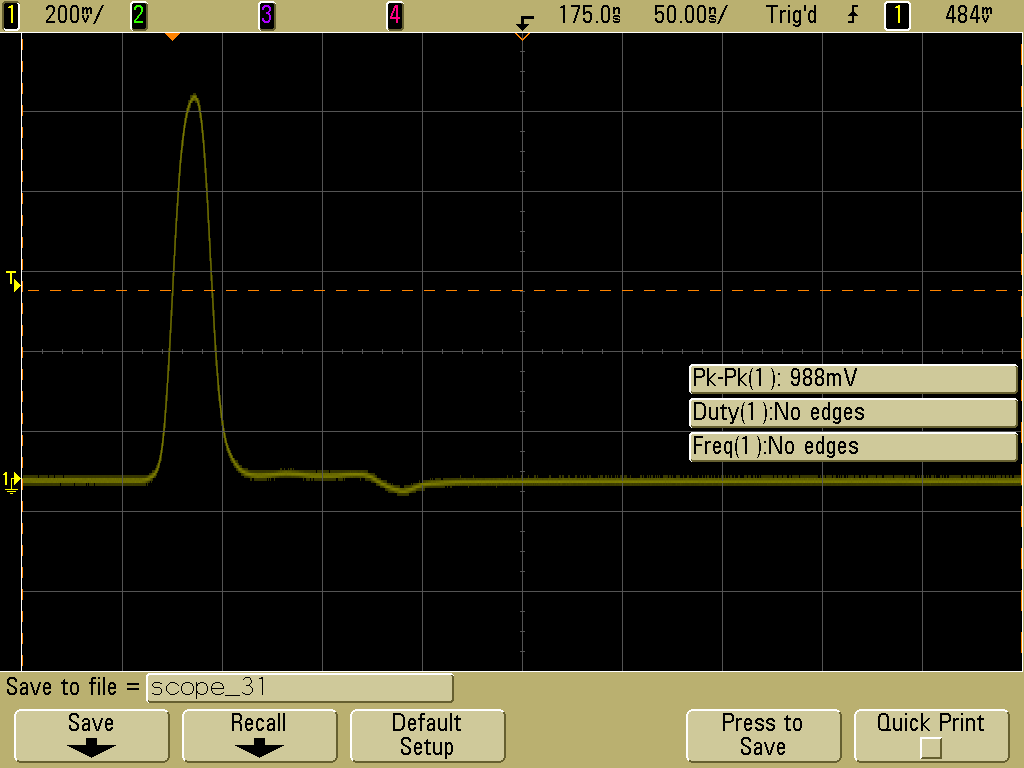 1 200mV/ 2 3 4 175.0ns 50.00ns/ Trig'd 1 484mV
T
Pk-Pk(1): 988mV
Duty(1):No edges
Freq(1):No edges
1
Save to file = scope_31
Save Recall Default Setup Press to Save Quick Print